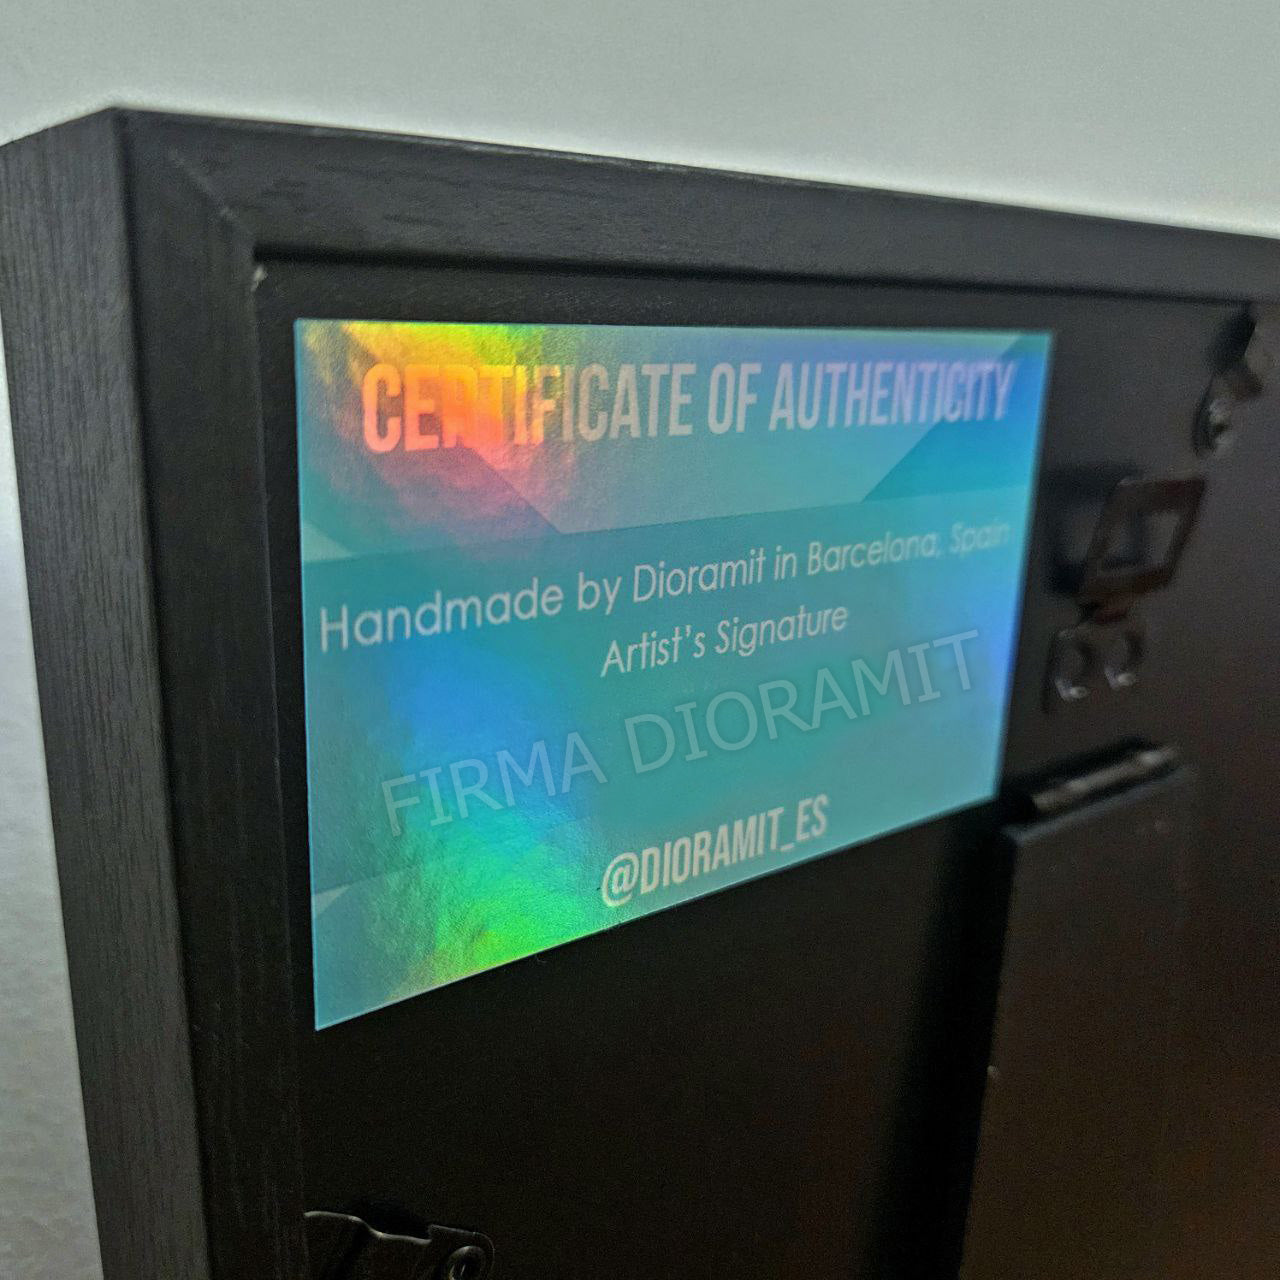 CERTIFICATE OF AUTHENTICITY
Handmade by Dioramit in Barcelona, Spain
Artist's Signature
FIRMA DIORAMIT
@DIORAMIT_ES